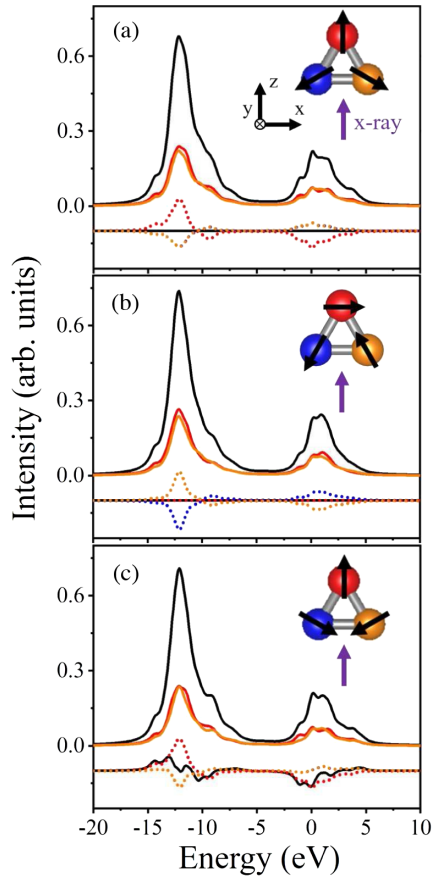 (a)
z
y
x
x-ray
0.6
0.3
0.0
(b)
0.6
0.3
0.0
(c)
0.6
0.3
0.0
-20 -15 -10 -5 0 5 10
Energy (eV)
Intensity (arb. units)